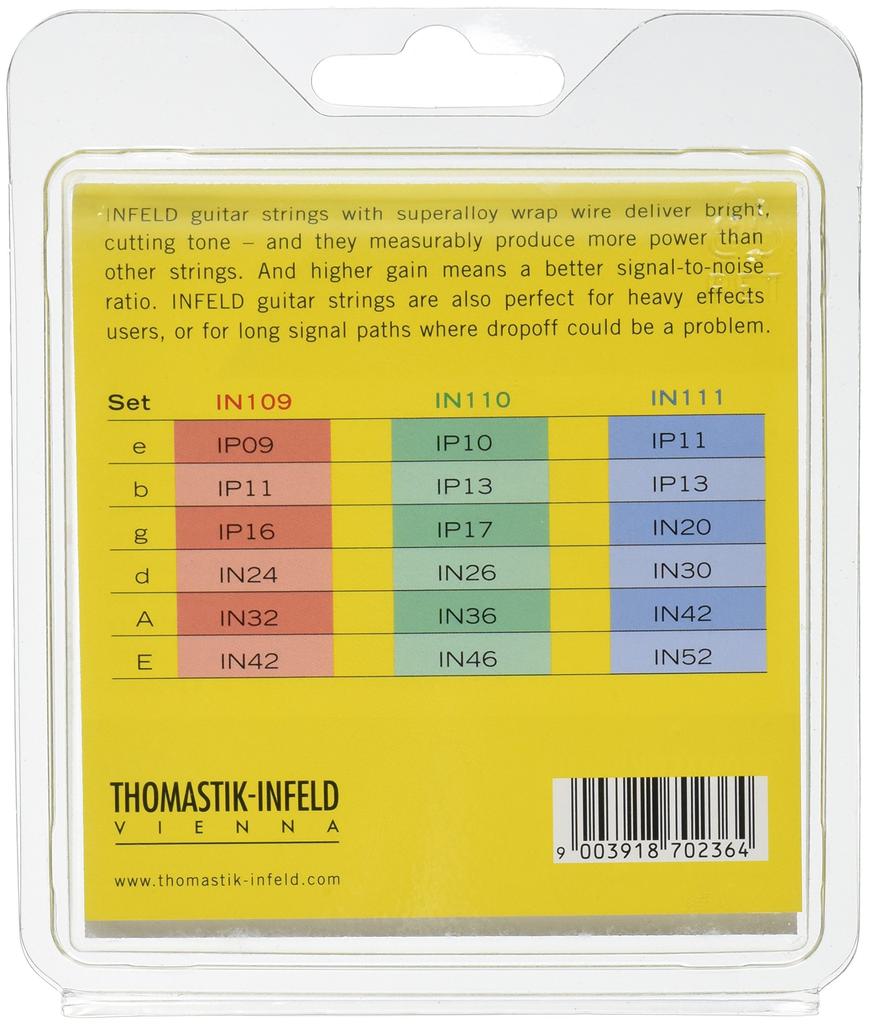 INFELD guitar strings with superalloy wrap wire deliver bright,
cutting tone – and they measurably produce more power than
other strings. And higher gain means a better signal-to-noise
ratio. INFELD guitar strings are also perfect for heavy effects
users, or for long signal paths where dropoff could be a problem.
Set IN109 IN110 IN111
e IP09 IP10 IP11
b IP11 IP13 IP13
g IP16 IP17 IN20
d IN24 IN26 IN30
A IN32 IN36 IN42
E IN42 IN46 IN52
THOMASTIK-INFELD
VIENNA
www.thomastik-infeld.com
9 003918 702364